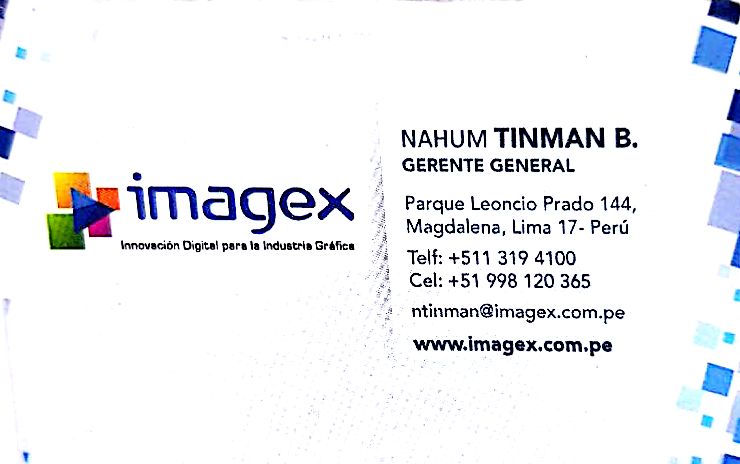 imagex
Innovación Digital para la Industria Gráfica
NAHUM TINMAN B.
GERENTE GENERAL
Parque Leoncio Prado 144,
Magdalena, Lima 17- Perú
Telf: +511 319 4100
Cel: +51 998 120 365
ntinman@imagex.com.pe
www.imagex.com.pe